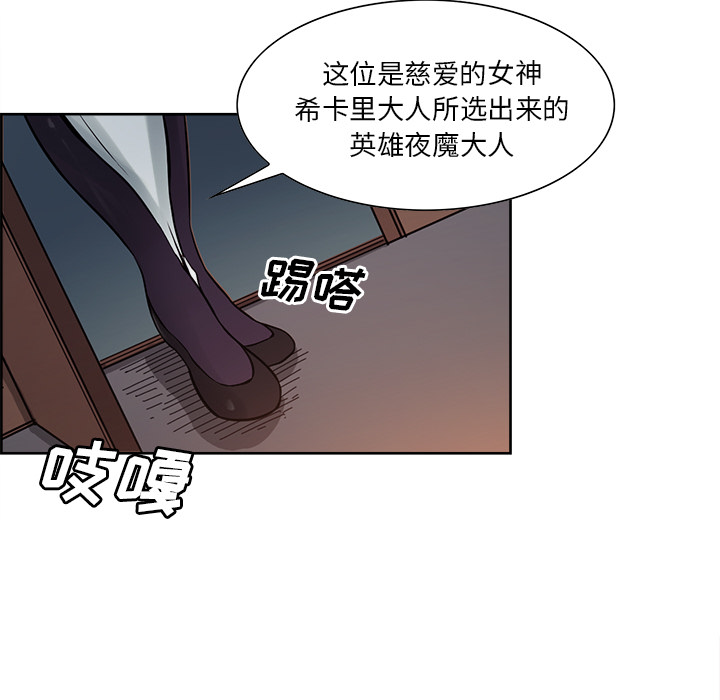 这位是慈爱的女神
希卡里大人所选出来的
英雄夜魔大人
踢嗒
吱嘎